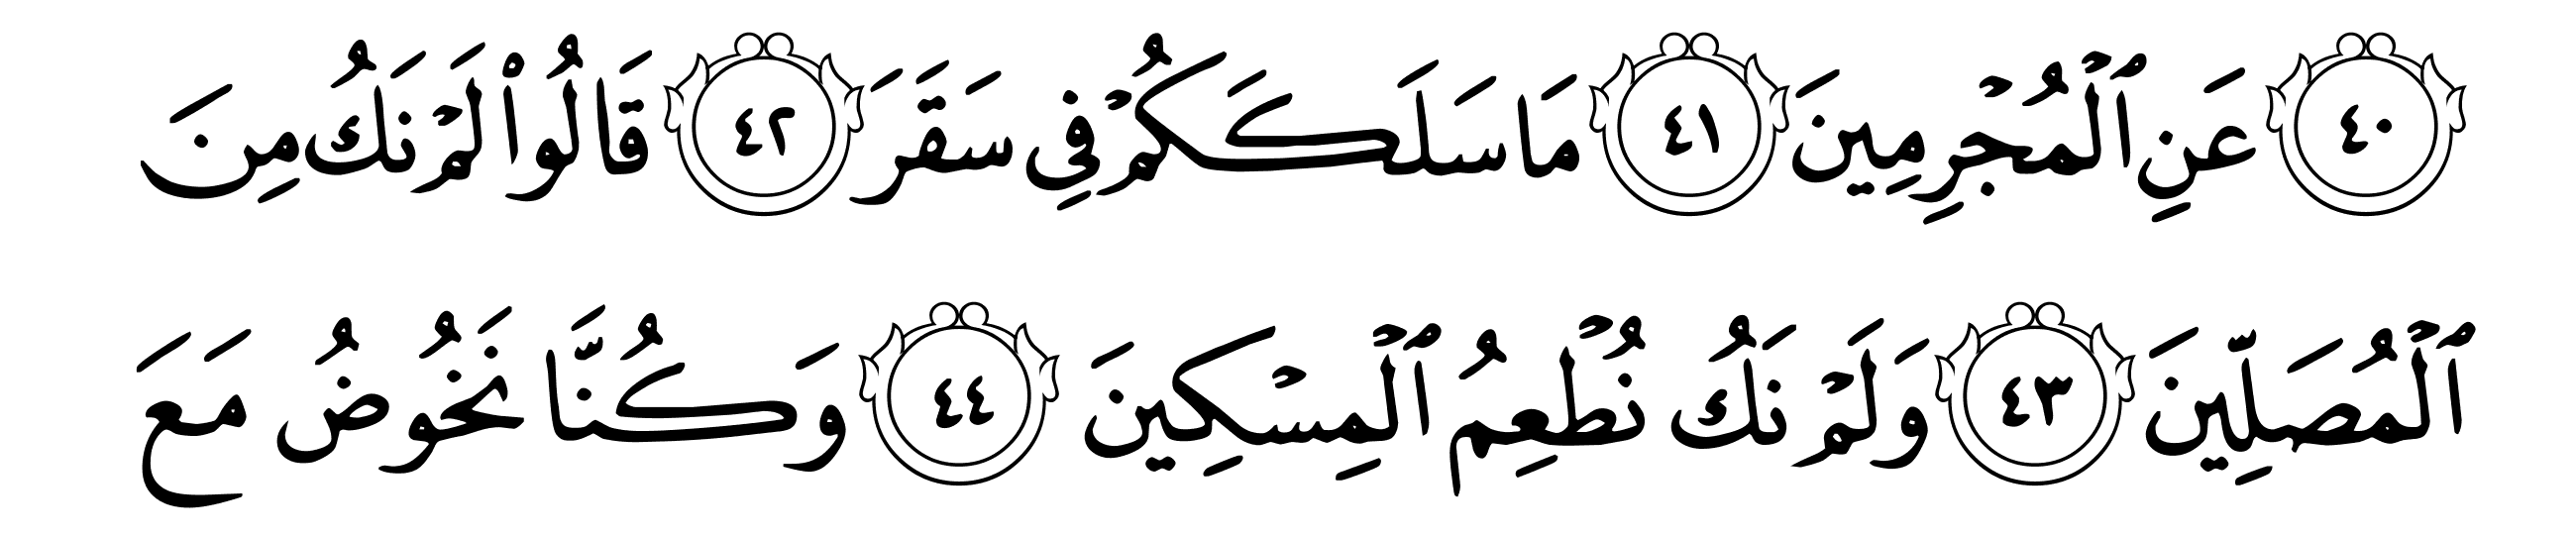 ٤٠ عَنِ ٱلْمُجْرِمِينَ ٤١ مَا سَلَكَكُمْ فِي سَقَرَ ٤٢ قَالُوا۟ لَمْ نَكُ مِنَ
ٱلْمُصَلِّينَ ٤٣ وَلَمْ نَكُ نُطْعِمُ ٱلْمِسْكِينَ ٤٤ وَكُنَّا نَخُوضُ مَعَ